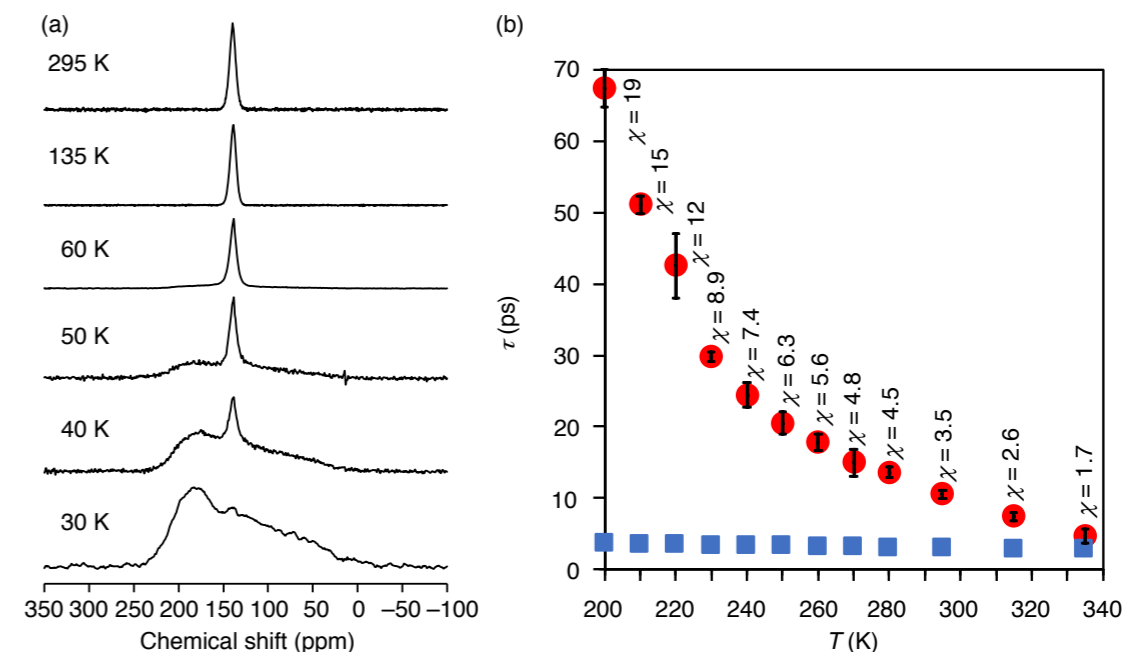 (a)
295 K
135 K
60 K
50 K
40 K
30 K
350 300 250 200 150 100 50 0 –50 –100
Chemical shift (ppm)
(b)
70
60
50
40
30
20
10
0
τ (ps)
χ = 19
χ = 15
χ = 12
χ = 8.9
χ = 7.4
χ = 6.3
χ = 5.6
χ = 4.8
χ = 4.5
χ = 3.5
χ = 2.6
χ = 1.7
200 220 240 260 280 300 320 340
T (K)